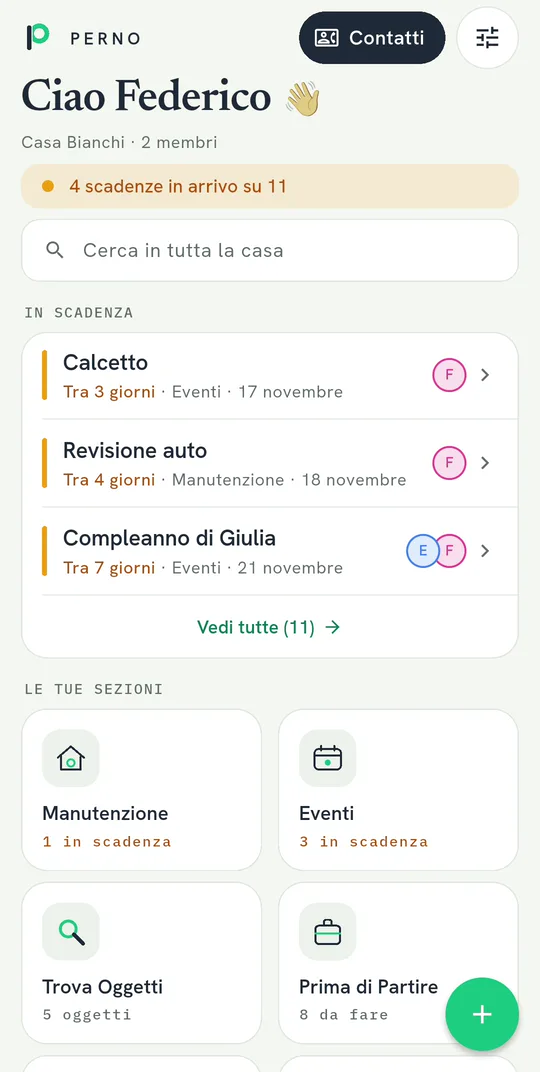 PERNO
Contatti
Ciao Federico 👋
Casa Bianchi · 2 membri
4 scadenze in arrivo su 11
Cerca in tutta la casa
IN SCADENZA
Calcetto
Tra 3 giorni · Eventi · 17 novembre
F
Revisione auto
Tra 4 giorni · Manutenzione · 18 novembre
F
Compleanno di Giulia
Tra 7 giorni · Eventi · 21 novembre
E F
Vedi tutte (11) →
LE TUE SEZIONI
Manutenzione
1 in scadenza
Eventi
3 in scadenza
Trova Oggetti
5 oggetti
Prima di Partire
8 da fare
+